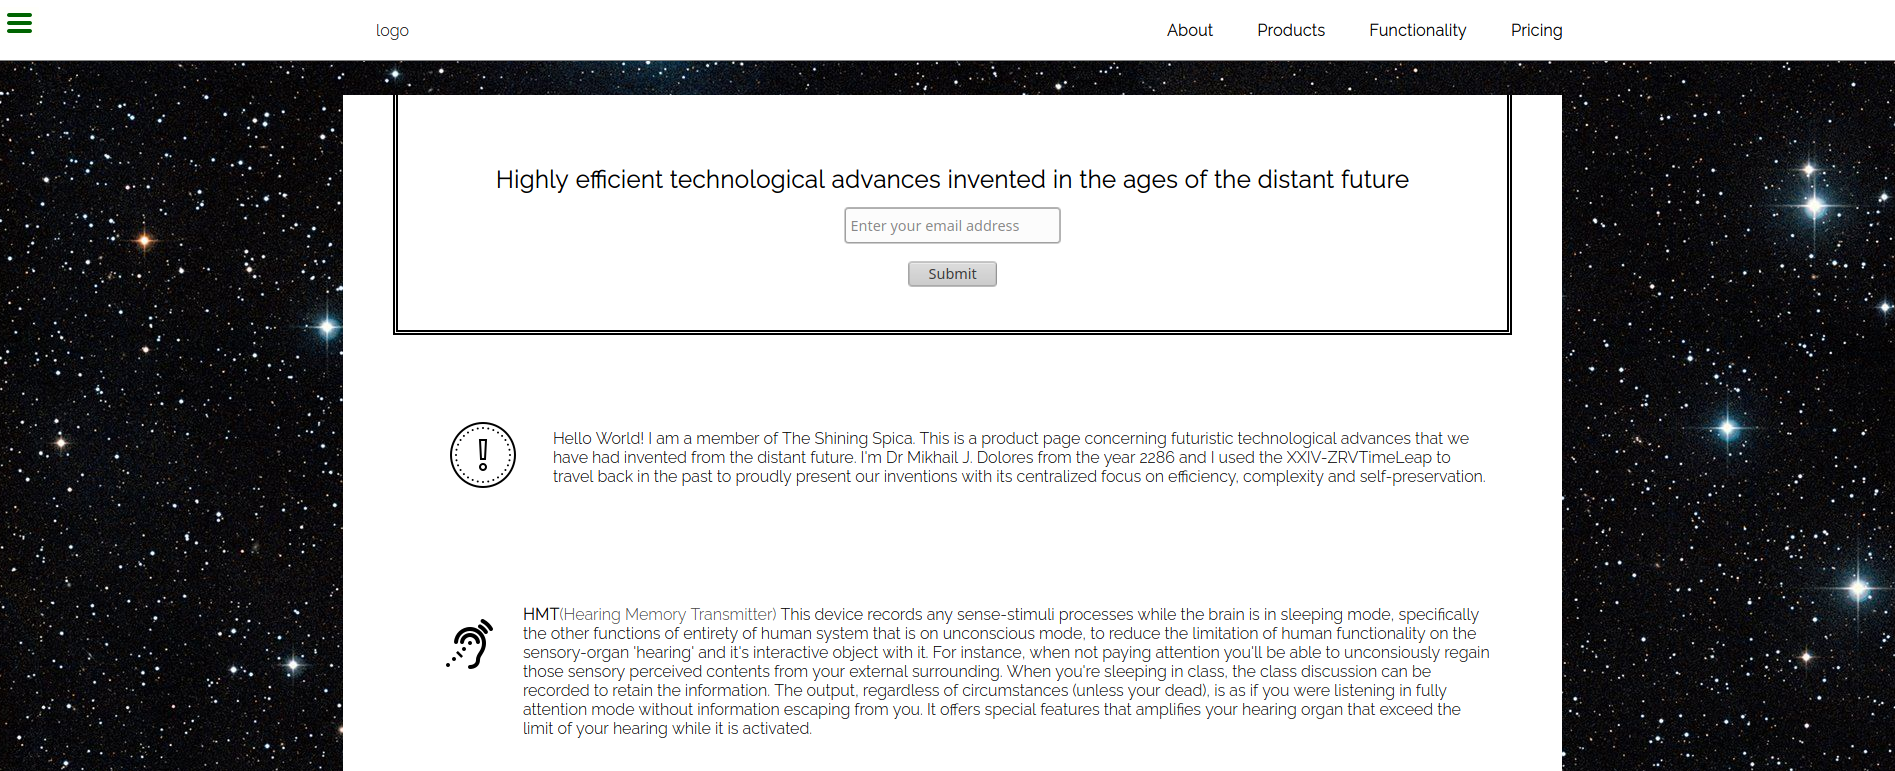 logo
About Products Functionality Pricing
Highly efficient technological advances invented in the ages of the distant future
Enter your email address
Submit
Hello World! I am a member of The Shining Spica. This is a product page concerning futuristic technological advances that we
have had invented from the distant future. I'm Dr Mikhail J. Dolores from the year 2286 and I used the XXIV-ZRVTimeLeap to
travel back in the past to proudly present our inventions with its centralized focus on efficiency, complexity and self-preservation.
HMT(Hearing Memory Transmitter) This device records any sense-stimuli processes while the brain is in sleeping mode, specifically
the other functions of entirety of human system that is on unconscious mode, to reduce the limitation of human functionality on the
sensory-organ 'hearing' and it's interactive object with it. For instance, when not paying attention you'll be able to unconsiously regain
those sensory perceived contents from your external surrounding. When you're sleeping in class, the class discussion can be
recorded to retain the information. The output, regardless of circumstances (unless your dead), is as if you were listening in fully
attention mode without information escaping from you. It offers special features that amplifies your hearing organ that exceed the
limit of your hearing while it is activated.